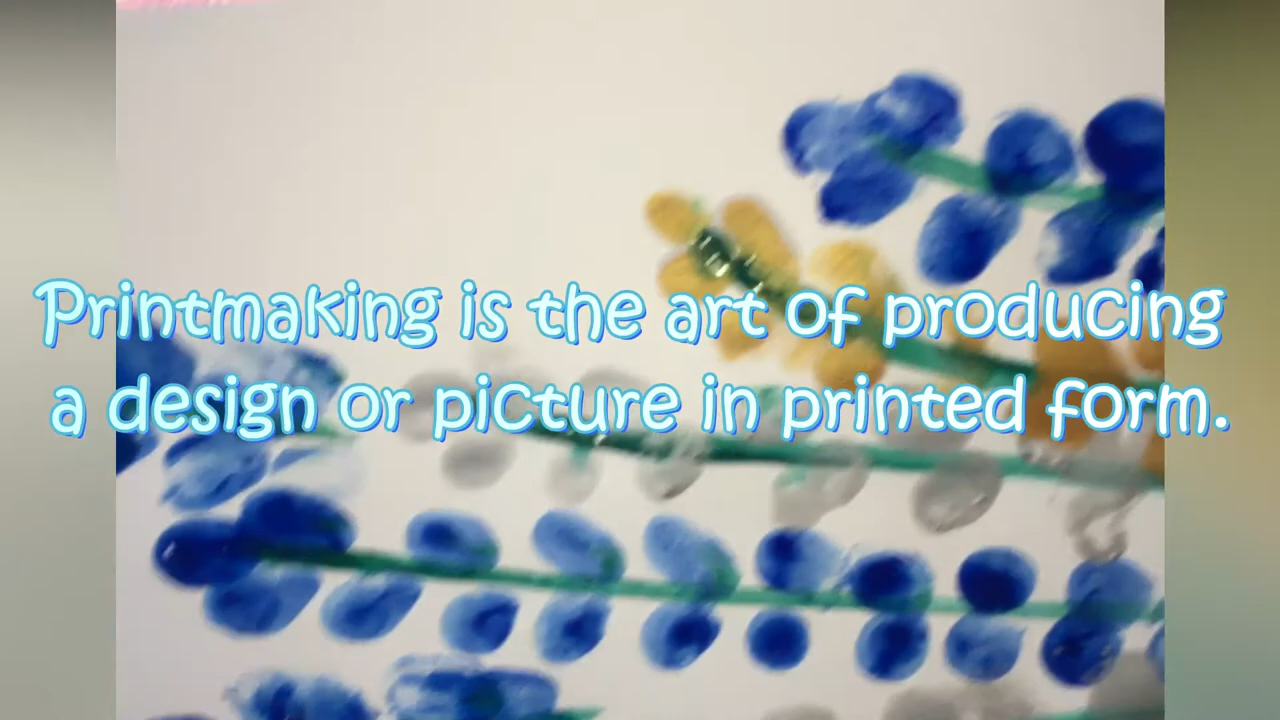 Printmaking is the art of producing
a design or picture in printed form.